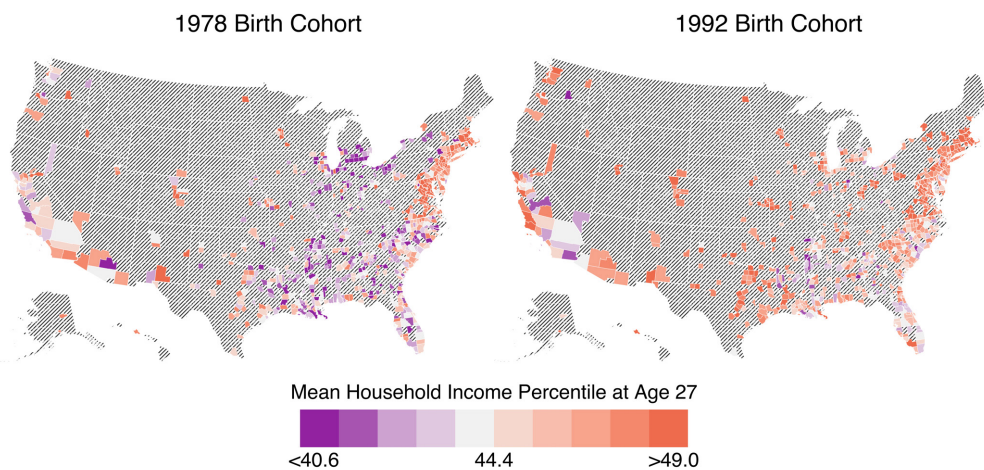 1978 Birth Cohort
1992 Birth Cohort
Mean Household Income Percentile at Age 27
<40.6
44.4
>49.0